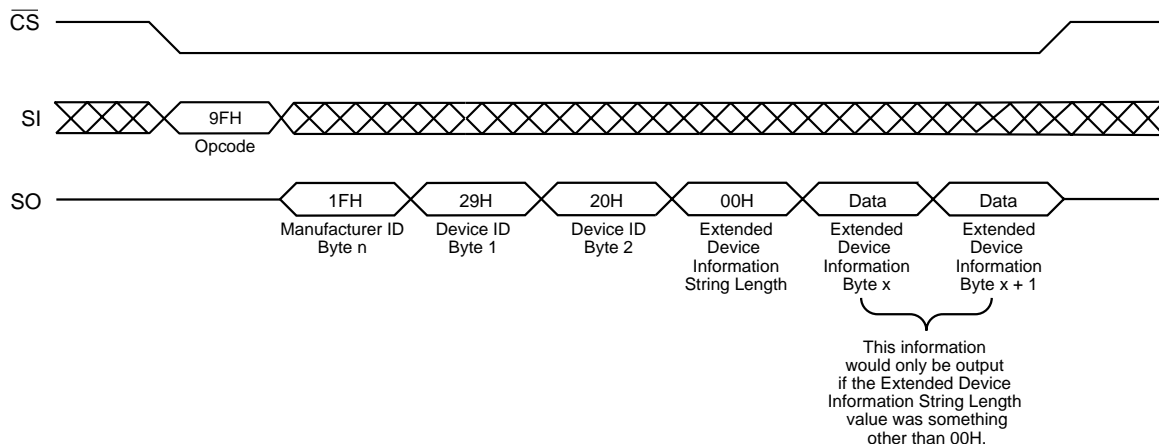 CS
SI
9FH
Opcode
SO
1FH
29H
20H
00H
Data
Data
Manufacturer ID
Byte n
Device ID
Byte 1
Device ID
Byte 2
Extended
Device
Information
String Length
Extended
Device
Information
Byte x
Extended
Device
Information
Byte x + 1
This information
would only be output
if the Extended Device
Information String Length
value was something
other than 00H.